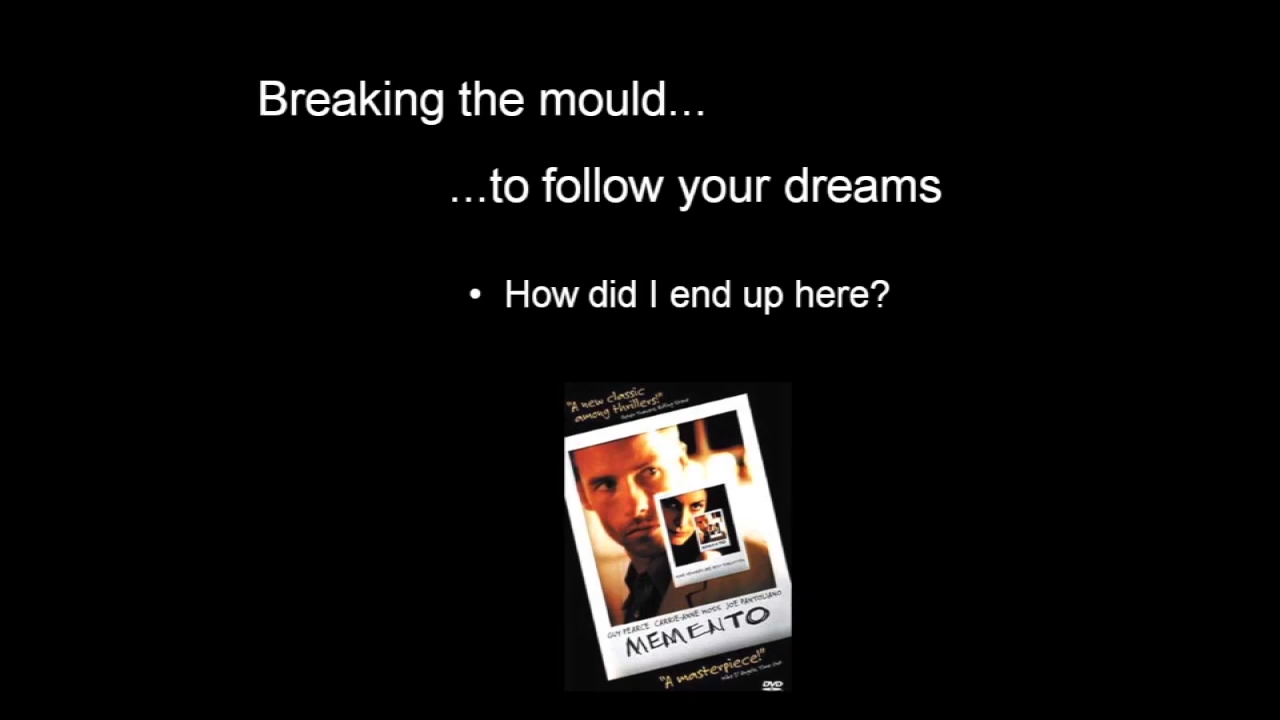 Breaking the mould...
...to follow your dreams
• How did I end up here?
"A new classic
among thrillers!"
GUY PEARCE CARRIE-ANNE MOSS JOE PANTOLIANO
MEMENTO
"A masterpiece!"
DVD